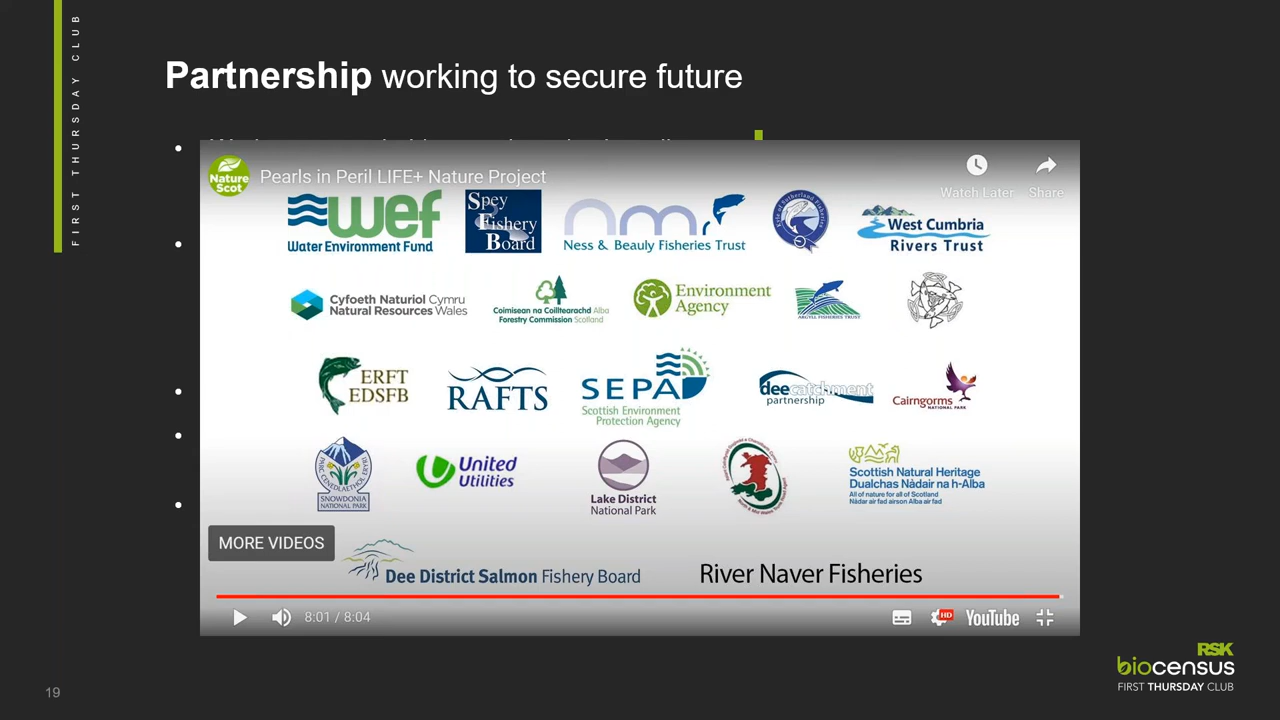 FIRST THURSDAY CLUB
Partnership working to secure future
Nature Scot
Pearls in Peril LIFE+ Nature Project
Watch Later
Share
wef
Water Environment Fund
Spey
Fishery
Board
Ness & Beauly Fisheries Trust
West Cumbria
Rivers Trust
Cyfoeth Naturiol Cymru
Natural Resources Wales
Coimisean na Coilltearachd Alba
Forestry Commission Scotland
Environment
Agency
ARGYLL FISHERIES TRUST
ERFT
EDSFB
RAFTS
SEPA
Scottish Environment
Protection Agency
dee catchment
partnership
Cairngorms
NATIONAL PARK
SNOWDONIA
NATIONAL PARK
United
Utilities
Lake District
National Park
Scottish Natural Heritage
Dualchas Nàdair na h-Alba
All of nature for all of Scotland
Nàdar air fad airson Alba air fad
MORE VIDEOS
Dee District Salmon Fishery Board
River Naver Fisheries
8:01 / 8:04
HD
YouTube
RSK
biocensus
FIRST THURSDAY CLUB
19